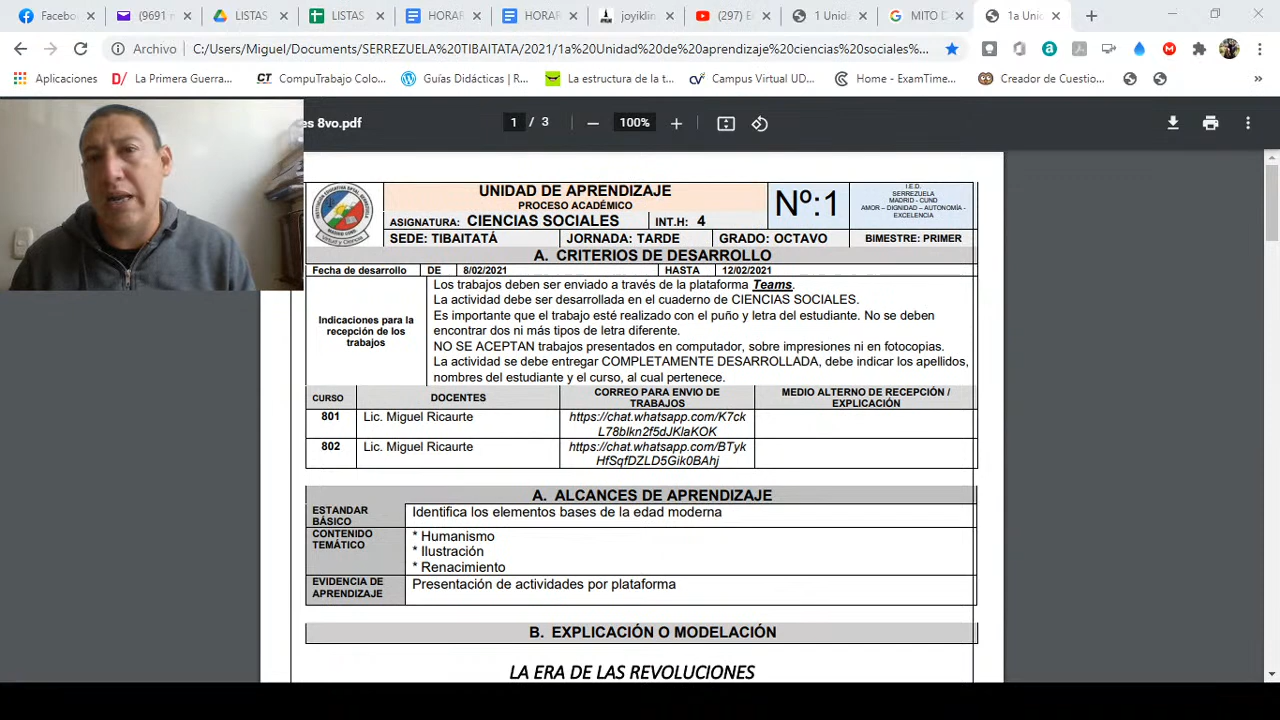 Faceboo
(9691 n
LISTAS
LISTAS
HORAR
HORAR
joyiklin
(297) E
1 Unid
MITO D
1a Unid
Archivo
C:/Users/Miguel/Documents/SERREZUELA%20TIBAITATA/2021/1a%20Unidad%20de%20aprendizaje%20ciencias%20sociales%...
Aplicaciones
La Primera Guerra...
CT CompuTrabajo Colo...
Guías Didácticas | R...
La estructura de la t...
Campus Virtual UD...
Home - ExamTime...
Creador de Cuestio...
es 8vo.pdf
1 / 3
100%
UNIDAD DE APRENDIZAJE
PROCESO ACADÉMICO
ASIGNATURA: CIENCIAS SOCIALES
INT.H: 4
Nº:1
I.E.D.
SERREZUELA
MADRID - CUND
AMOR – DIGNIDAD – AUTONOMÍA -
EXCELENCIA
SEDE: TIBAITATÁ
JORNADA: TARDE
GRADO: OCTAVO
BIMESTRE: PRIMER
A. CRITERIOS DE DESARROLLO
Fecha de desarrollo DE 8/02/2021 HASTA 12/02/2021
Indicaciones para la
recepción de los
trabajos
Los trabajos deben ser enviado a través de la plataforma Teams.
La actividad debe ser desarrollada en el cuaderno de CIENCIAS SOCIALES.
Es importante que el trabajo esté realizado con el puño y letra del estudiante. No se deben
encontrar dos ni más tipos de letra diferente.
NO SE ACEPTAN trabajos presentados en computador, sobre impresiones ni en fotocopias.
La actividad se debe entregar COMPLETAMENTE DESARROLLADA, debe indicar los apellidos,
nombres del estudiante y el curso, al cual pertenece.
CURSO
DOCENTES
CORREO PARA ENVIO DE
TRABAJOS
MEDIO ALTERNO DE RECEPCIÓN /
EXPLICACIÓN
801
Lic. Miguel Ricaurte
https://chat.whatsapp.com/K7ck
L78blkn2f5dJKlaKOK
802
Lic. Miguel Ricaurte
https://chat.whatsapp.com/BTyk
HfSqfDZLD5Gik0BAhj
A. ALCANCES DE APRENDIZAJE
ESTANDAR
BÁSICO
Identifica los elementos bases de la edad moderna
CONTENIDO
TEMÁTICO
* Humanismo
* Ilustración
* Renacimiento
EVIDENCIA DE
APRENDIZAJE
Presentación de actividades por plataforma
B. EXPLICACIÓN O MODELACIÓN
LA ERA DE LAS REVOLUCIONES